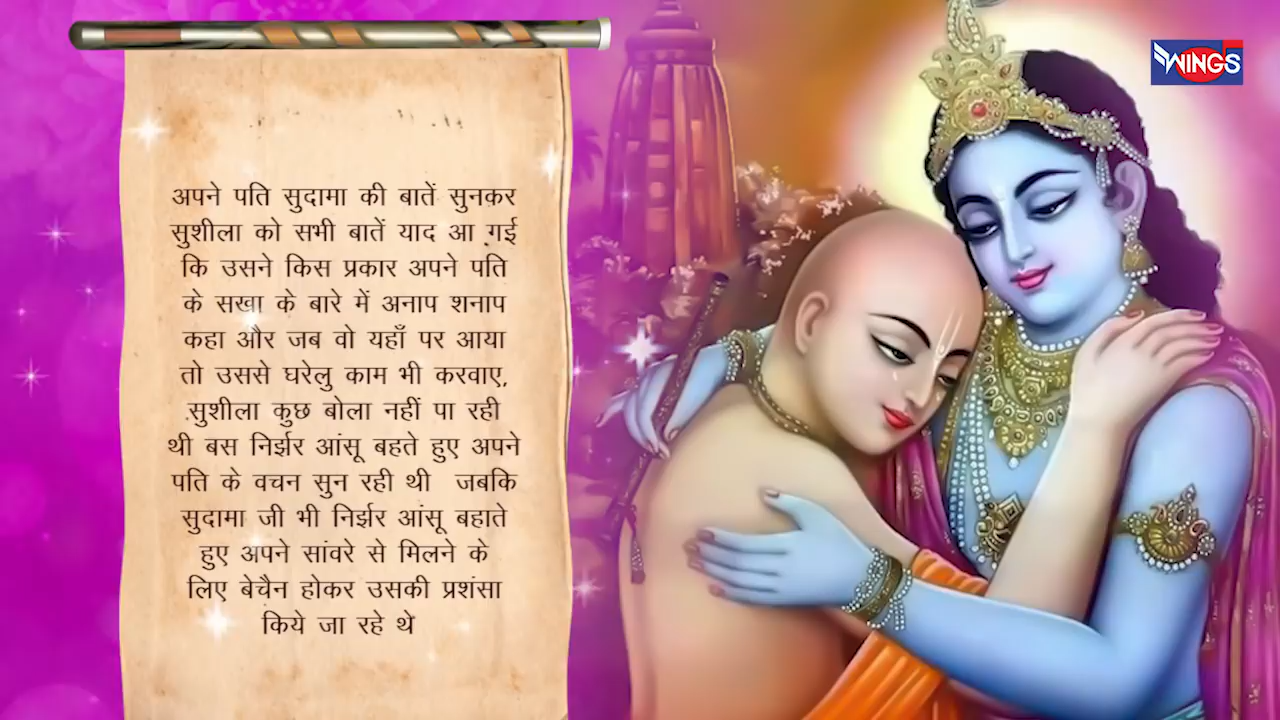 अपने पति सुदामा की बातें सुनकर
सुशीला को सभी बातें याद आ गई
कि उसने किस प्रकार अपने पति
के सखा के बारे में अनाप शनाप
कहा और जब वो यहाँ पर आया
तो उससे घरेलु काम भी करवाए,
.सुशीला कुछ बोला नहीं पा रही
थी बस निर्झर आंसू बहते हुए अपने
पति के वचन सुन रही थी जबकि
सुदामा जी भी निर्झर आंसू बहाते
हुए अपने सांवरे से मिलने के
लिए बेचैन होकर उसकी प्रशंसा
किये जा रहे थे
WINGS